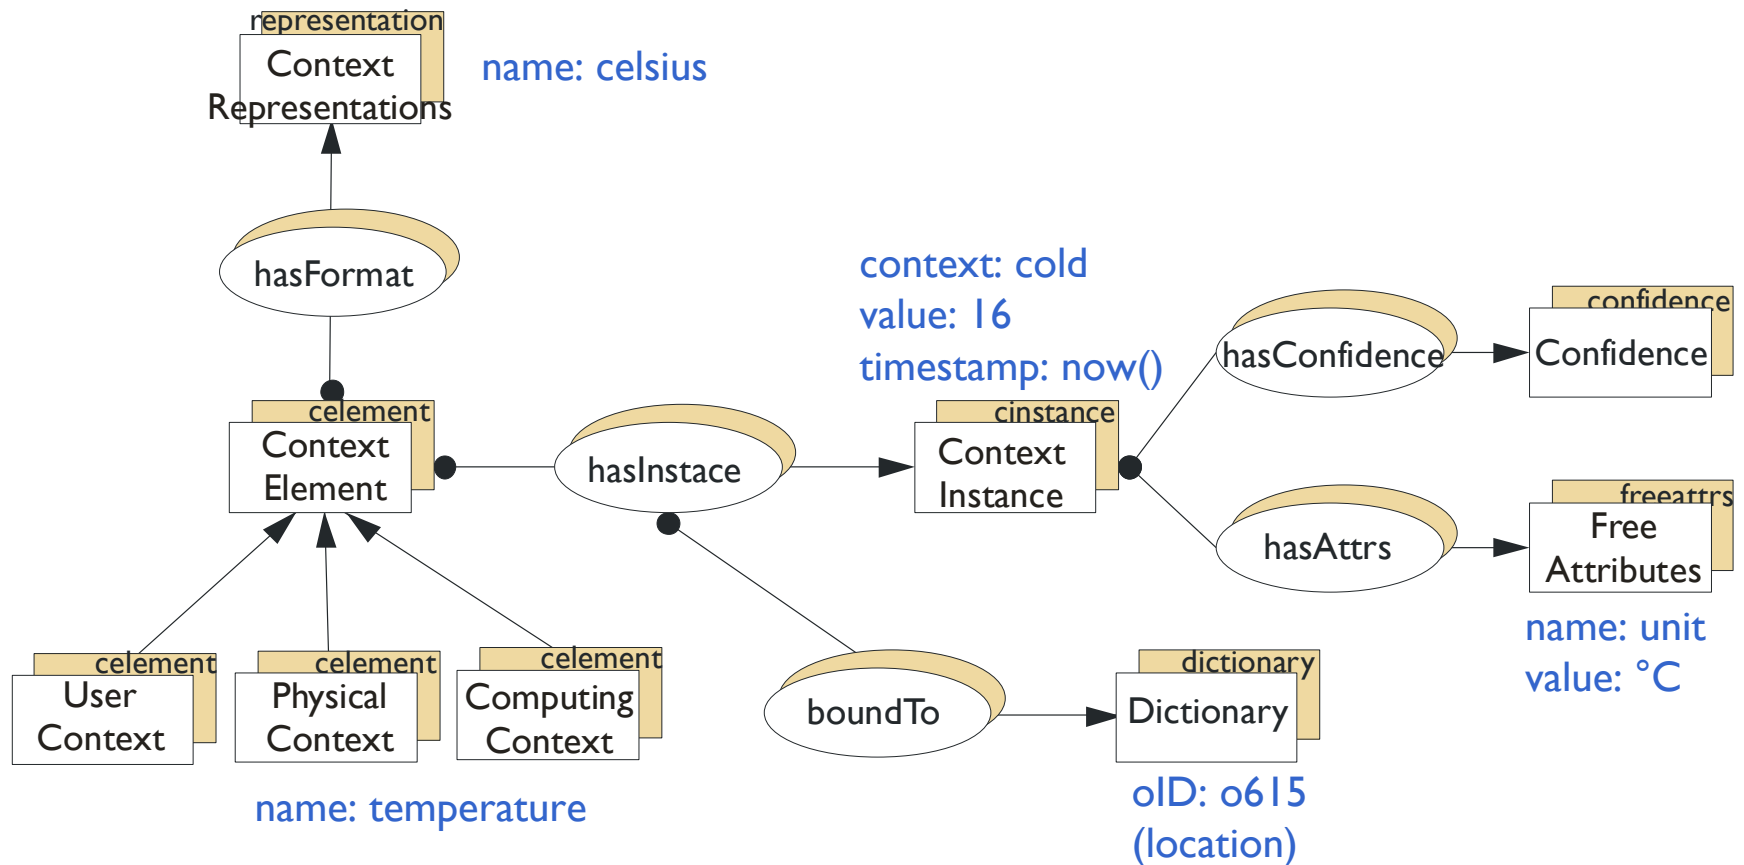 representation
Context
Representations
name: celsius
hasFormat
context: cold
value: 16
timestamp: now()
confidence
Confidence
hasConfidence
celement
Context
Element
hasInstace
cinstance
Context
Instance
hasAttrs
freeattrs
Free
Attributes
name: unit
value: °C
celement
User
Context
celement
Physical
Context
celement
Computing
Context
name: temperature
boundTo
dictionary
Dictionary
oID: o615
(location)